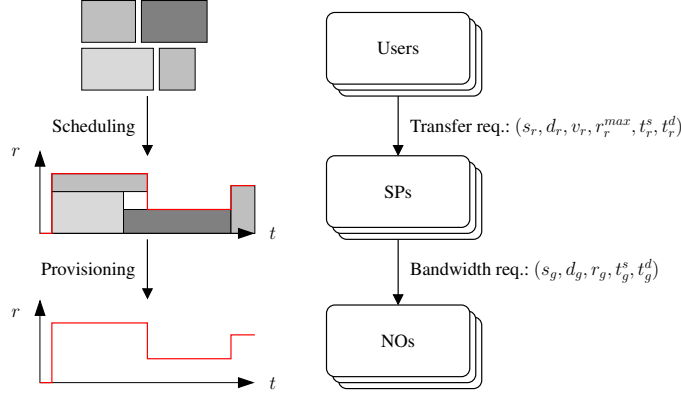 Users
Scheduling
Transfer req.: $(s_r, d_r, v_r, r_r^{max}, t_r^s, t_r^d)$
r
SPs
t
Provisioning
Bandwidth req.: $(s_g, d_g, r_g, t_g^s, t_g^d)$
r
NOs
t